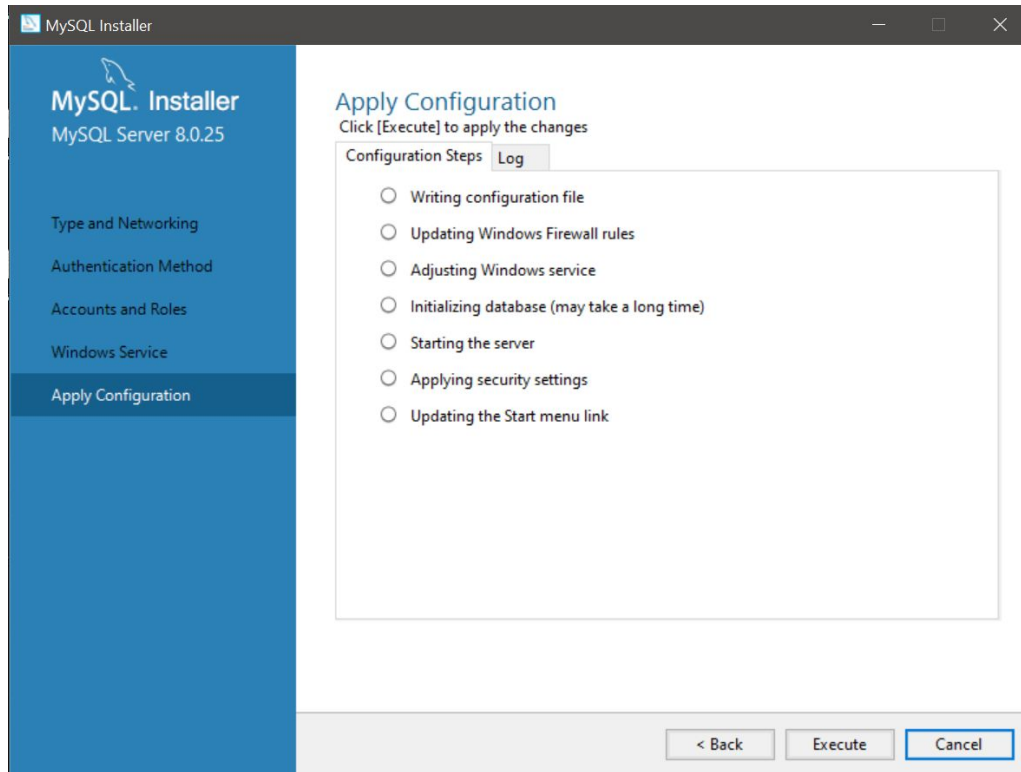 MySQL Installer
MySQL. Installer
MySQL Server 8.0.25
Type and Networking
Authentication Method
Accounts and Roles
Windows Service
Apply Configuration
Apply Configuration
Click [Execute] to apply the changes
Configuration Steps Log
Writing configuration file
Updating Windows Firewall rules
Adjusting Windows service
Initializing database (may take a long time)
Starting the server
Applying security settings
Updating the Start menu link
< Back Execute Cancel